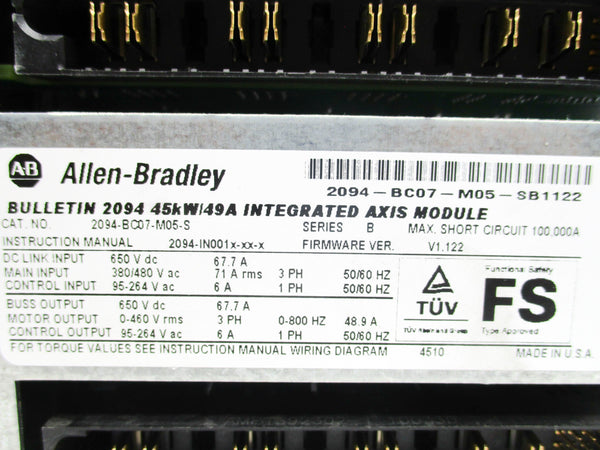 AB Allen-Bradley
2094-BC07-M05-SB1122
BULLETIN 2094 45kW/49A INTEGRATED AXIS MODULE
CAT. NO. 2094-BC07-M05-S SERIES B MAX. SHORT CIRCUIT 100,000A
INSTRUCTION MANUAL 2094-IN001x-xx-x FIRMWARE VER. V1.122
DC LINK INPUT 650 V dc 67.7 A
MAIN INPUT 380/480 V ac 71 A rms 3 PH 50/60 HZ
CONTROL INPUT 95-264 V ac 6 A 1 PH 50/60 HZ
BUSS OUTPUT 650 V dc 67.7 A
MOTOR OUTPUT 0-460 V rms 3 PH 0-800 HZ 48.9 A
CONTROL OUTPUT 95-264 V ac 6 A 1 PH 50/60 HZ
FOR TORQUE VALUES SEE INSTRUCTION MANUAL WIRING DIAGRAM 4510 MADE IN U.S.A.
TÜV
TÜV Rheinland Group
Functional Safety
FS
Type Approved